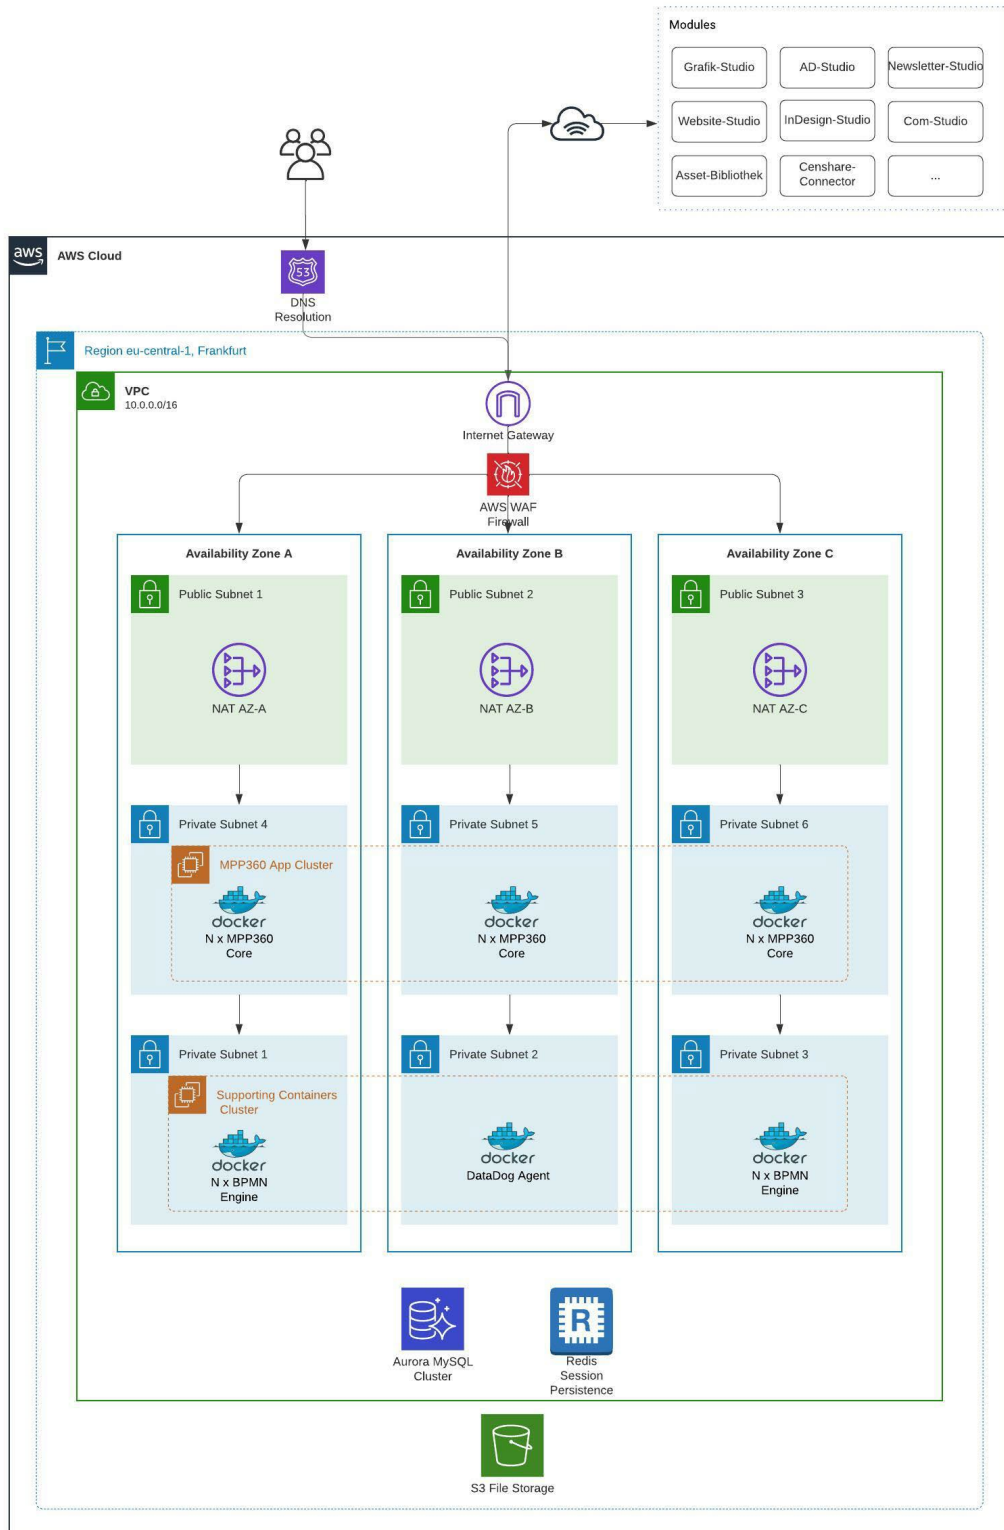 Modules
Grafik-Studio
AD-Studio
Newsletter-Studio
Website-Studio
InDesign-Studio
Com-Studio
Asset-Bibliothek
Censhare-
Connector
...
aws
AWS Cloud
53
DNS
Resolution
Region eu-central-1, Frankfurt
VPC
10.0.0.0/16
Internet Gateway
AWS WAF
Firewall
Availability Zone A
Availability Zone B
Availability Zone C
Public Subnet 1
Public Subnet 2
Public Subnet 3
NAT AZ-A
NAT AZ-B
NAT AZ-C
Private Subnet 4
Private Subnet 5
Private Subnet 6
MPP360 App Cluster
docker
N x MPP360
Core
docker
N x MPP360
Core
docker
N x MPP360
Core
Private Subnet 1
Private Subnet 2
Private Subnet 3
Supporting Containers
Cluster
docker
N x BPMN
Engine
docker
DataDog Agent
docker
N x BPMN
Engine
Aurora MySQL
Cluster
R
Redis
Session
Persistence
S3 File Storage